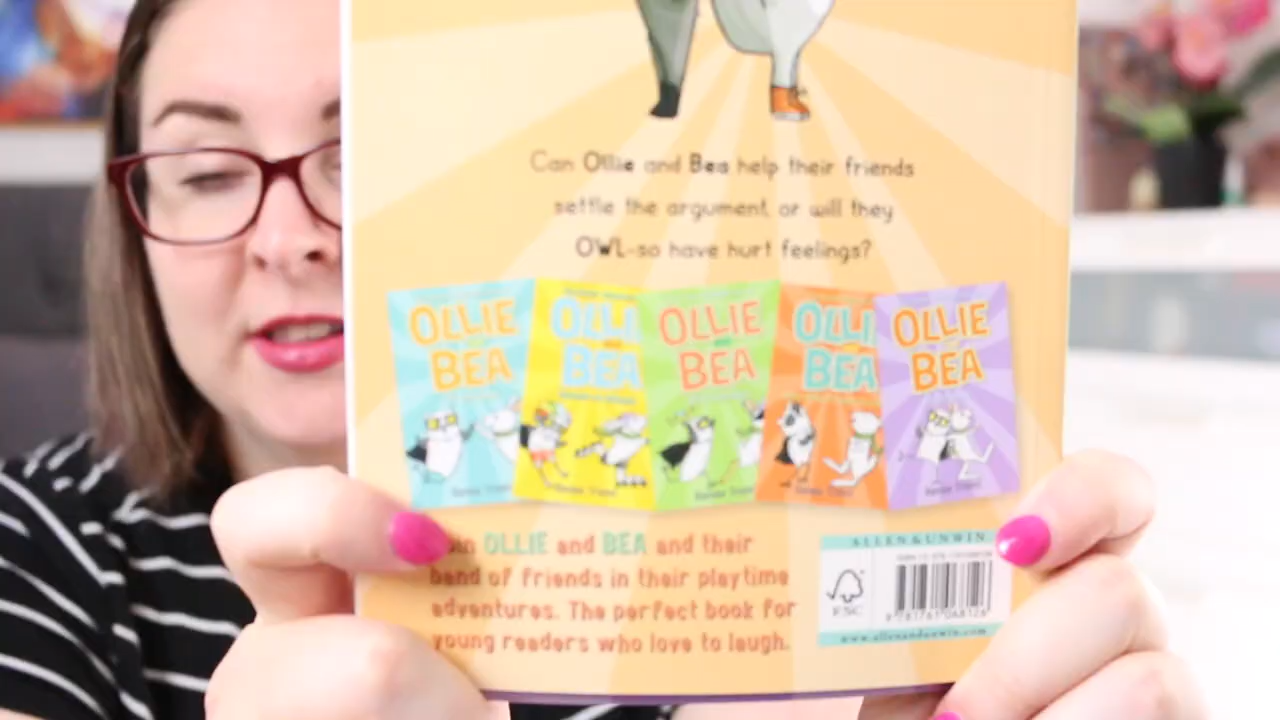 Can Ollie and Bea help their friends
settle the argument, or will they
OWL-so have hurt feelings?
OLLIE
BEA
OLLI
BEA
OLLIE
BEA
OLLI
BEA
OLLIE
BEA
OLLIE and BEA and their
band of friends in their playtime
adventures. The perfect book for
young readers who love to laugh.
ALLEN & UNWIN
FSC
www.allenandunwin.com